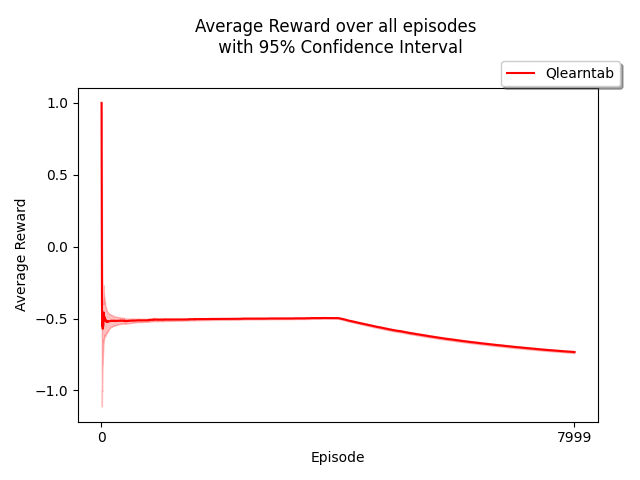 Average Reward over all episodes
with 95% Confidence Interval
Qlearntab
1.0
0.5
0.0
−0.5
−1.0
Average Reward
0
7999
Episode